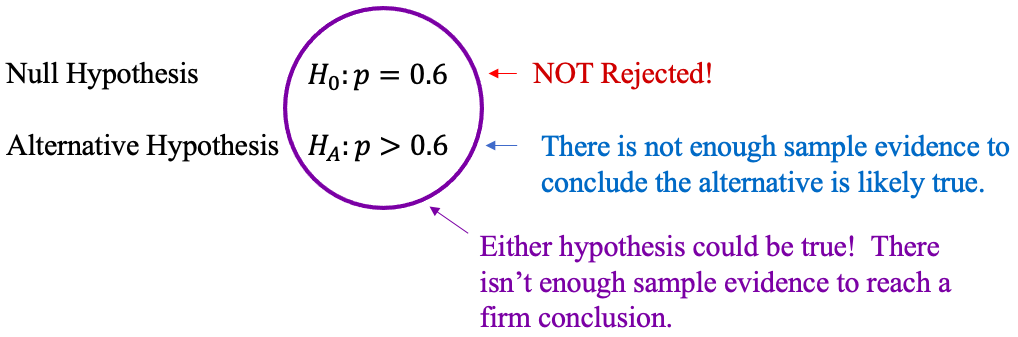 Null Hypothesis H₀: p = 0.6 NOT Rejected!
Alternative Hypothesis H_A: p > 0.6 There is not enough sample evidence to
conclude the alternative is likely true.
Either hypothesis could be true! There
isn’t enough sample evidence to reach a
firm conclusion.